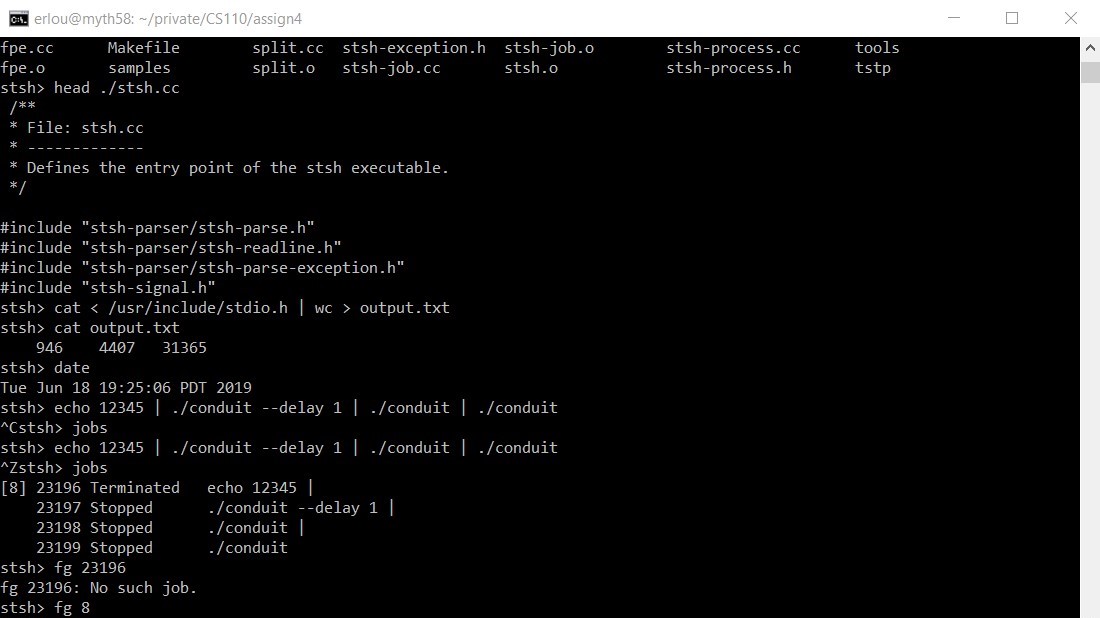 erlou@myth58: ~/private/CS110/assign4
fpe.cc      Makefile        split.cc  stsh-exception.h  stsh-job.o        stsh-process.cc      tools
fpe.o       samples         split.o   stsh-job.cc       stsh.o            stsh-process.h       tstp
stsh> head ./stsh.cc
 /**
 * File: stsh.cc
 * -------------
 * Defines the entry point of the stsh executable.
 */
#include "stsh-parser/stsh-parse.h"
#include "stsh-parser/stsh-readline.h"
#include "stsh-parser/stsh-parse-exception.h"
#include "stsh-signal.h"
stsh> cat < /usr/include/stdio.h | wc > output.txt
stsh> cat output.txt
    946    4407   31365
stsh> date
Tue Jun 18 19:25:06 PDT 2019
stsh> echo 12345 | ./conduit --delay 1 | ./conduit | ./conduit
^Cstsh> jobs
stsh> echo 12345 | ./conduit --delay 1 | ./conduit | ./conduit
^Zstsh> jobs
[8] 23196 Terminated   echo 12345 |
    23197 Stopped      ./conduit --delay 1 |
    23198 Stopped      ./conduit |
    23199 Stopped      ./conduit
stsh> fg 23196
fg 23196: No such job.
stsh> fg 8